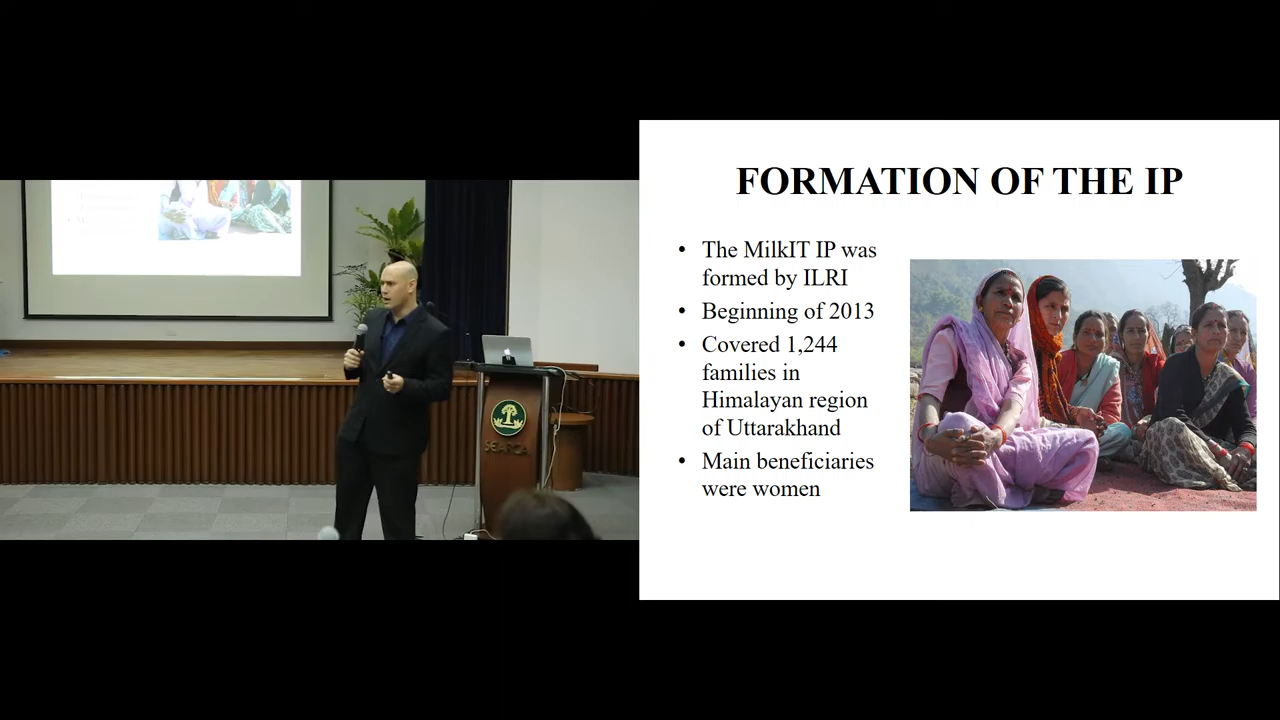 FORMATION OF THE IP
• The MilkIT IP was
formed by ILRI
• Beginning of 2013
• Covered 1,244
families in
Himalayan region
of Uttarakhand
• Main beneficiaries
were women
SEARCA